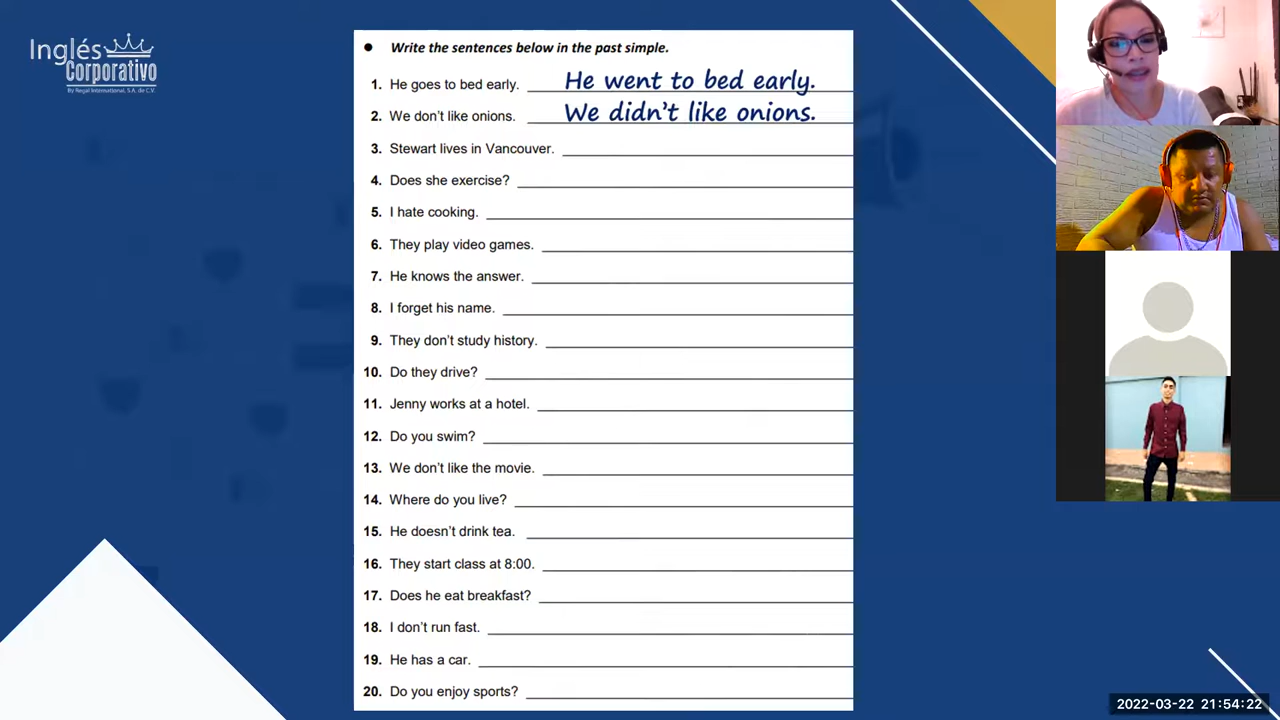 Inglés
Corporativo
By Regal International, S.A. de C.V.
● Write the sentences below in the past simple.
1. He goes to bed early. He went to bed early.
2. We don't like onions. We didn't like onions.
3. Stewart lives in Vancouver.
4. Does she exercise?
5. I hate cooking.
6. They play video games.
7. He knows the answer.
8. I forget his name.
9. They don't study history.
10. Do they drive?
11. Jenny works at a hotel.
12. Do you swim?
13. We don't like the movie.
14. Where do you live?
15. He doesn't drink tea.
16. They start class at 8:00.
17. Does he eat breakfast?
18. I don't run fast.
19. He has a car.
20. Do you enjoy sports?
2022-03-22 21:54:22